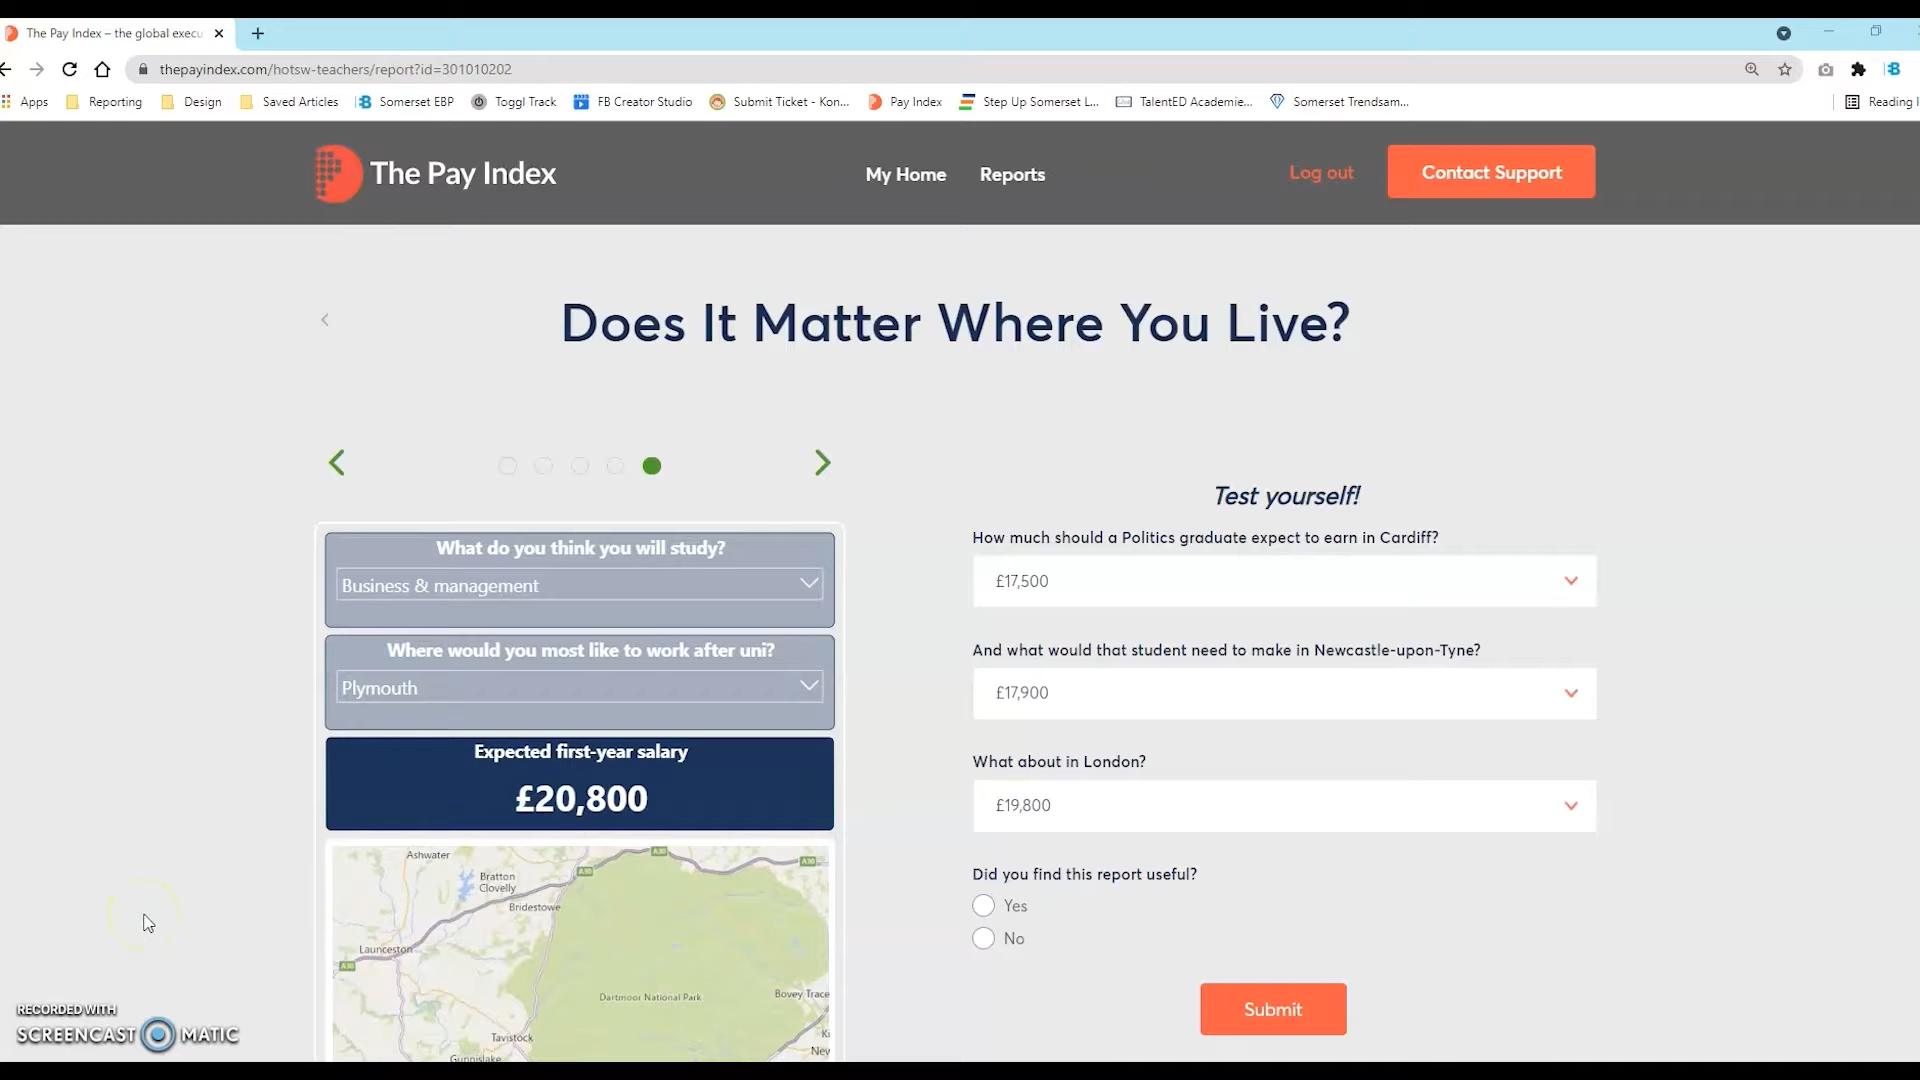 The Pay Index – the global execu
thepayindex.com/hotsw-teachers/report?id=301010202
Apps Reporting Design Saved Articles Somerset EBP Toggl Track FB Creator Studio Submit Ticket - Kon... Pay Index Step Up Somerset L... TalentED Academie... Somerset Trendsam... Reading
The Pay Index My Home Reports Log out Contact Support
Does It Matter Where You Live?
What do you think you will study?
Business & management
Where would you most like to work after uni?
Plymouth
Expected first-year salary
£20,800
Ashwater
A30
A30
A30
Bratton
Clovelly
Bridestowe
Launceston
A30
Dartmoor National Park
Bovey Trace
Tavistock
Gunnislake
Ki
New
Test yourself!
How much should a Politics graduate expect to earn in Cardiff?
£17,500
And what would that student need to make in Newcastle-upon-Tyne?
£17,900
What about in London?
£19,800
Did you find this report useful?
Yes
No
Submit
RECORDED WITH
SCREENCAST MATIC